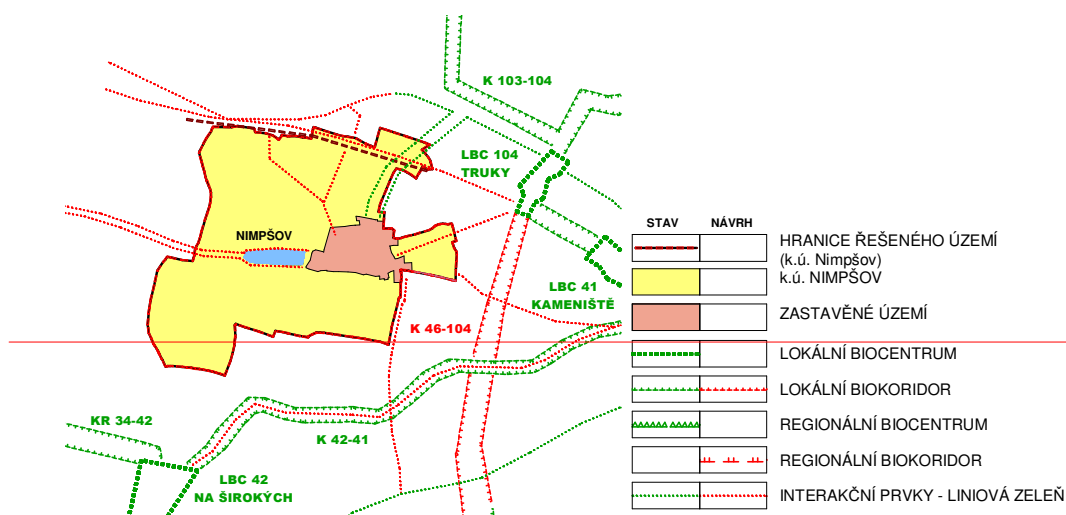 K 103-104
LBC 104
TRUKY
NIMPŠOV
LBC 41
KAMENIŠTĚ
K 46-104
KR 34-42
K 42-41
LBC 42
NA ŠIROKÝCH
STAV NÁVRH
HRANICE ŘEŠENÉHO ÚZEMÍ
(k.ú. Nimpšov)
k.ú. NIMPŠOV
ZASTAVĚNÉ ÚZEMÍ
LOKÁLNÍ BIOCENTRUM
LOKÁLNÍ BIOKORIDOR
REGIONÁLNÍ BIOCENTRUM
REGIONÁLNÍ BIOKORIDOR
INTERAKČNÍ PRVKY - LINIOVÁ ZELEŇ